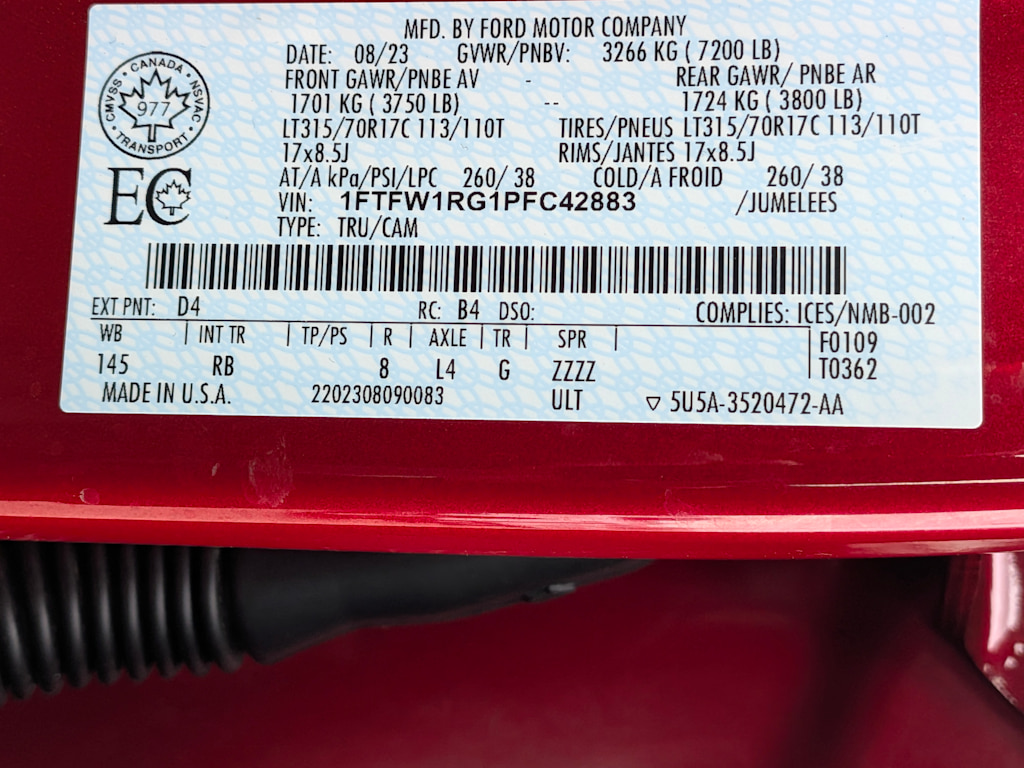 MFD. BY FORD MOTOR COMPANY
DATE: 08/23 GVWR/PNBV: 3266 KG ( 7200 LB)
FRONT GAWR/PNBE AV - REAR GAWR/ PNBE AR
1701 KG ( 3750 LB) -- 1724 KG ( 3800 LB)
LT315/70R17C 113/110T TIRES/PNEUS LT315/70R17C 113/110T
17x8.5J RIMS/JANTES 17x8.5J
AT/A kPa/PSI/LPC 260/ 38 COLD/A FROID 260/ 38
VIN: 1FTFW1RG1PFC42883 /JUMELEES
TYPE: TRU/CAM
CANADA
CMVSS · NSVAC
977
TRANSPORT
EC
EXT PNT: D4 RC: B4 DSO: COMPLIES: ICES/NMB-002
WB | INT TR | TP/PS | R | AXLE | TR | SPR | F0109
145 RB 8 L4 G ZZZZ T0362
MADE IN U.S.A. 2202308090083 ULT ▽ 5U5A-3520472-AA